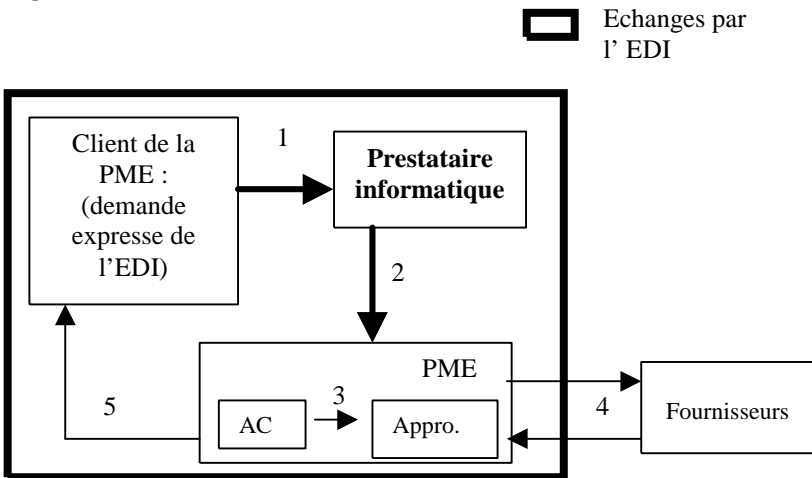 Echanges par
l’ EDI
Client de la
PME :
(demande
expresse de
l’EDI)
1
Prestataire
informatique
2
PME
3
AC
Appro.
4
Fournisseurs
5